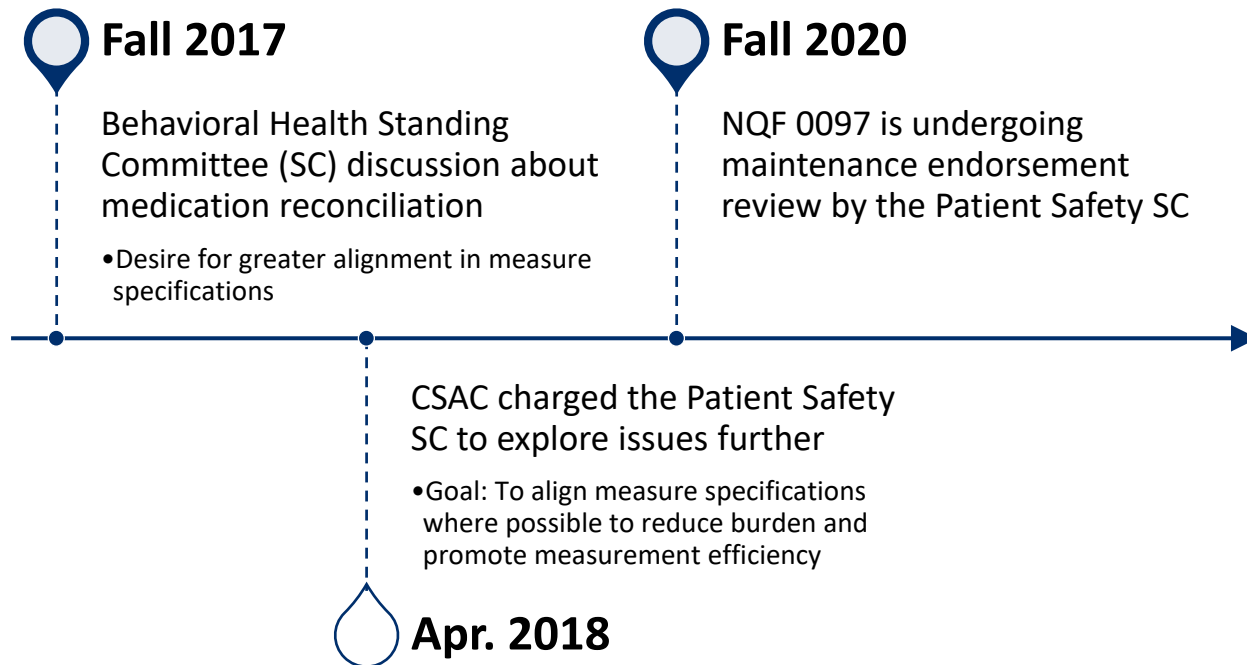 Fall 2017
Behavioral Health Standing
Committee (SC) discussion about
medication reconciliation
•Desire for greater alignment in measure
specifications
Fall 2020
NQF 0097 is undergoing
maintenance endorsement
review by the Patient Safety SC
CSAC charged the Patient Safety
SC to explore issues further
•Goal: To align measure specifications
where possible to reduce burden and
promote measurement efficiency
Apr. 2018